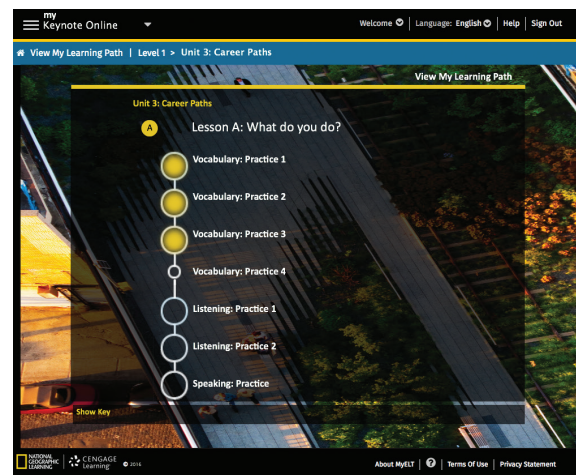 my
Keynote Online
Welcome
Language: English
Help
Sign Out
View My Learning Path | Level 1 > Unit 3: Career Paths
View My Learning Path
Unit 3: Career Paths
A
Lesson A: What do you do?
Vocabulary: Practice 1
Vocabulary: Practice 2
Vocabulary: Practice 3
Vocabulary: Practice 4
Listening: Practice 1
Listening: Practice 2
Speaking: Practice
Show Key
NATIONAL
GEOGRAPHIC
LEARNING
CENGAGE
Learning
© 2016
About MyELT
?
Terms Of Use
Privacy Statement